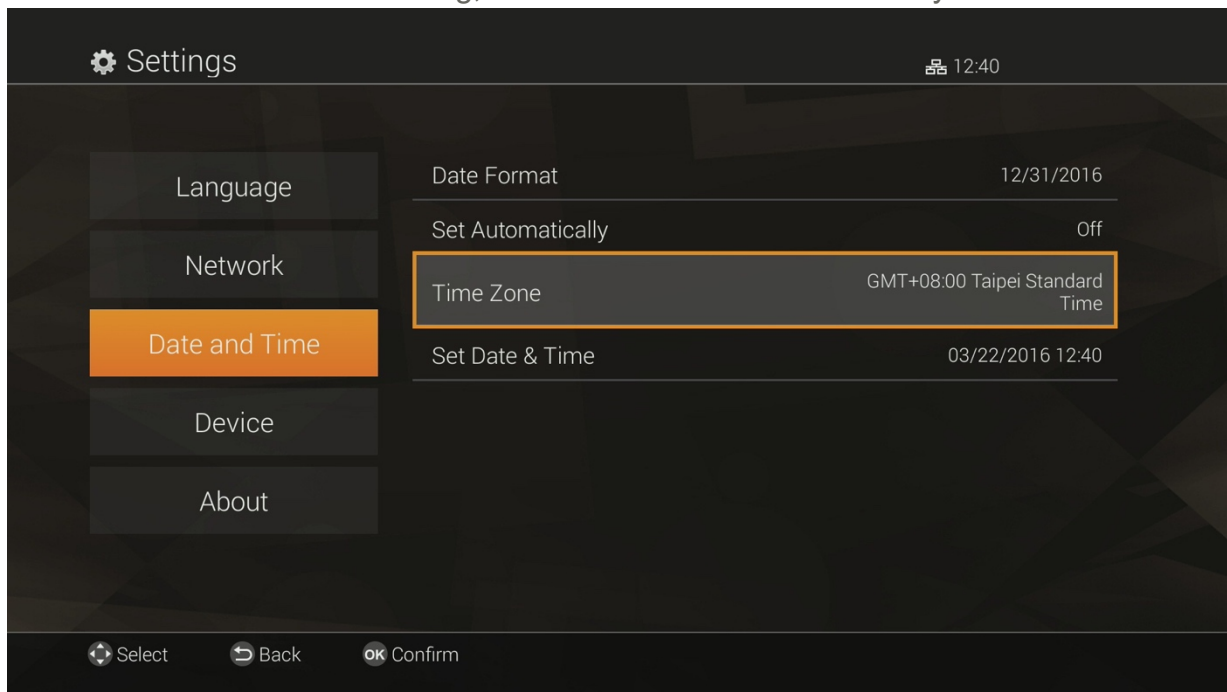 Settings
12:40
Language
Network
Date and Time
Device
About
Date Format 12/31/2016
Set Automatically Off
Time Zone GMT+08:00 Taipei Standard
Time
Set Date & Time 03/22/2016 12:40
Select Back OK Confirm